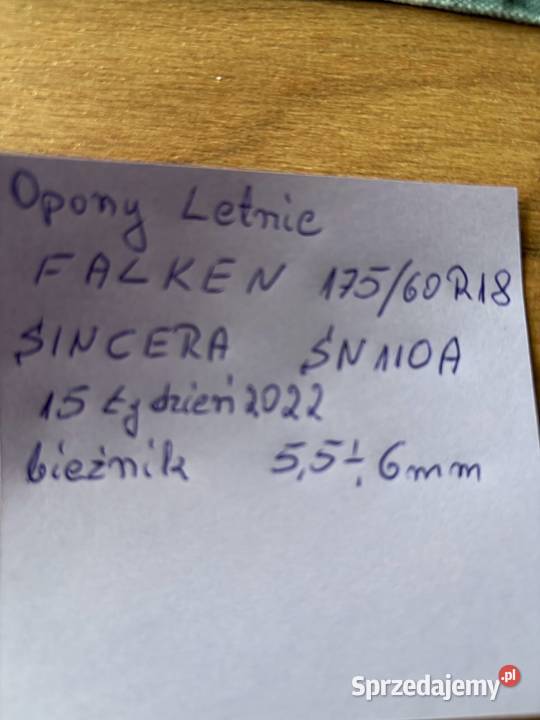 Opony Letnie
FALKEN 175/60R18
SINCERA SN110A
15 tydzień 2022
bieżnik 5,5÷6mm
Sprzedajemy.pl